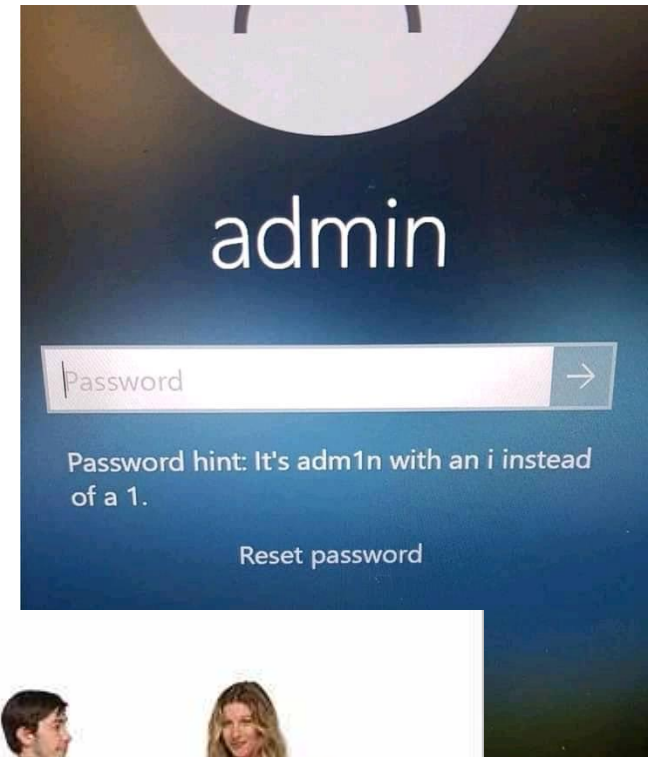 admin
Password
Password hint: It's adm1n with an i instead
of a 1.
Reset password